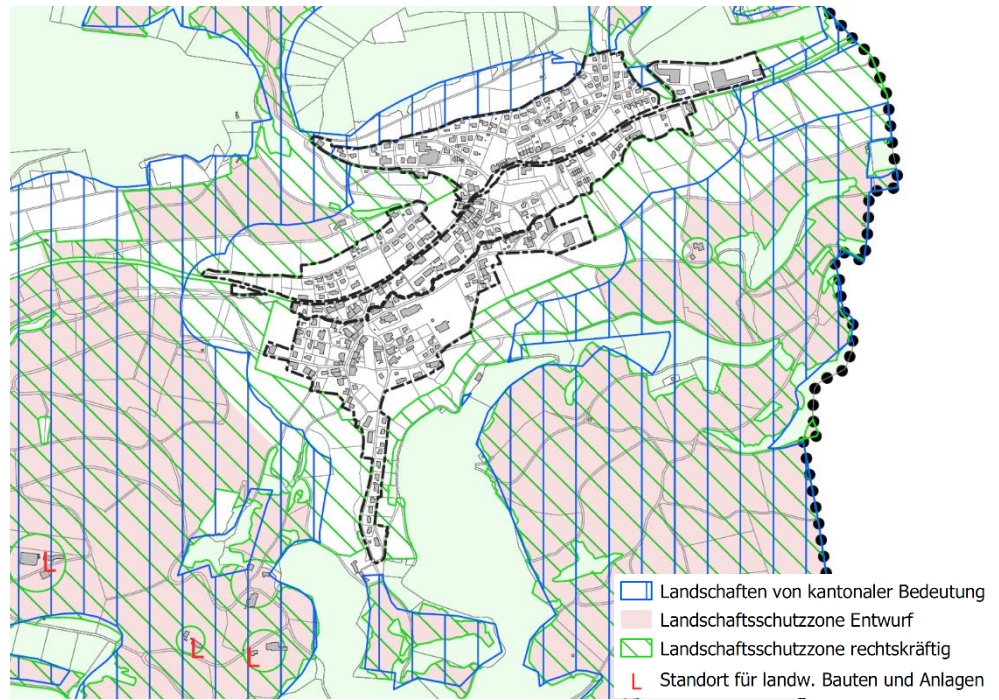 L
L
L
Landschaften von kantonaler Bedeutung
Landschaftsschutzzone Entwurf
Landschaftsschutzzone rechtskräftig
L Standort für landw. Bauten und Anlagen